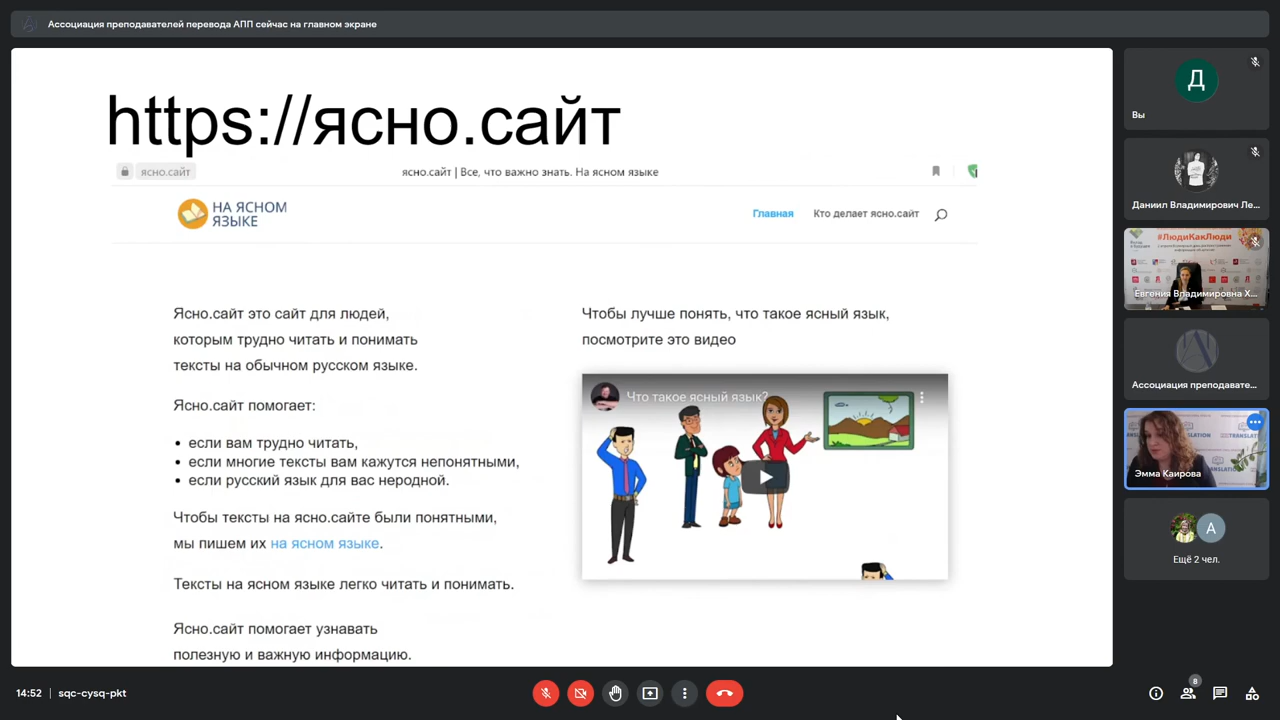 Ассоциация преподавателей перевода АПП сейчас на главном экране
https://ясно.сайт
ясно.сайт
ясно.сайт | Все, что важно знать. На ясном языке
НА ЯСНОМ
ЯЗЫКЕ
Главная
Кто делает ясно.сайт
Ясно.сайт это сайт для людей,
которым трудно читать и понимать
тексты на обычном русском языке.
Ясно.сайт помогает:
• если вам трудно читать,
• если многие тексты вам кажутся непонятными,
• если русский язык для вас неродной.
Чтобы тексты на ясно.сайте были понятными,
мы пишем их на ясном языке.
Тексты на ясном языке легко читать и понимать.
Ясно.сайт помогает узнавать
полезную и важную информацию.
Чтобы лучше понять, что такое ясный язык,
посмотрите это видео
Что такое ясный язык?
Д
Вы
Даниил Владимирович Ле...
#ЛюдиКакЛюди
Евгения Владимировна Х...
Ассоциация преподавате...
TRANSLATION
Эмма Каирова
А
Ещё 2 чел.
14:52 | sqc-cysq-pkt
8